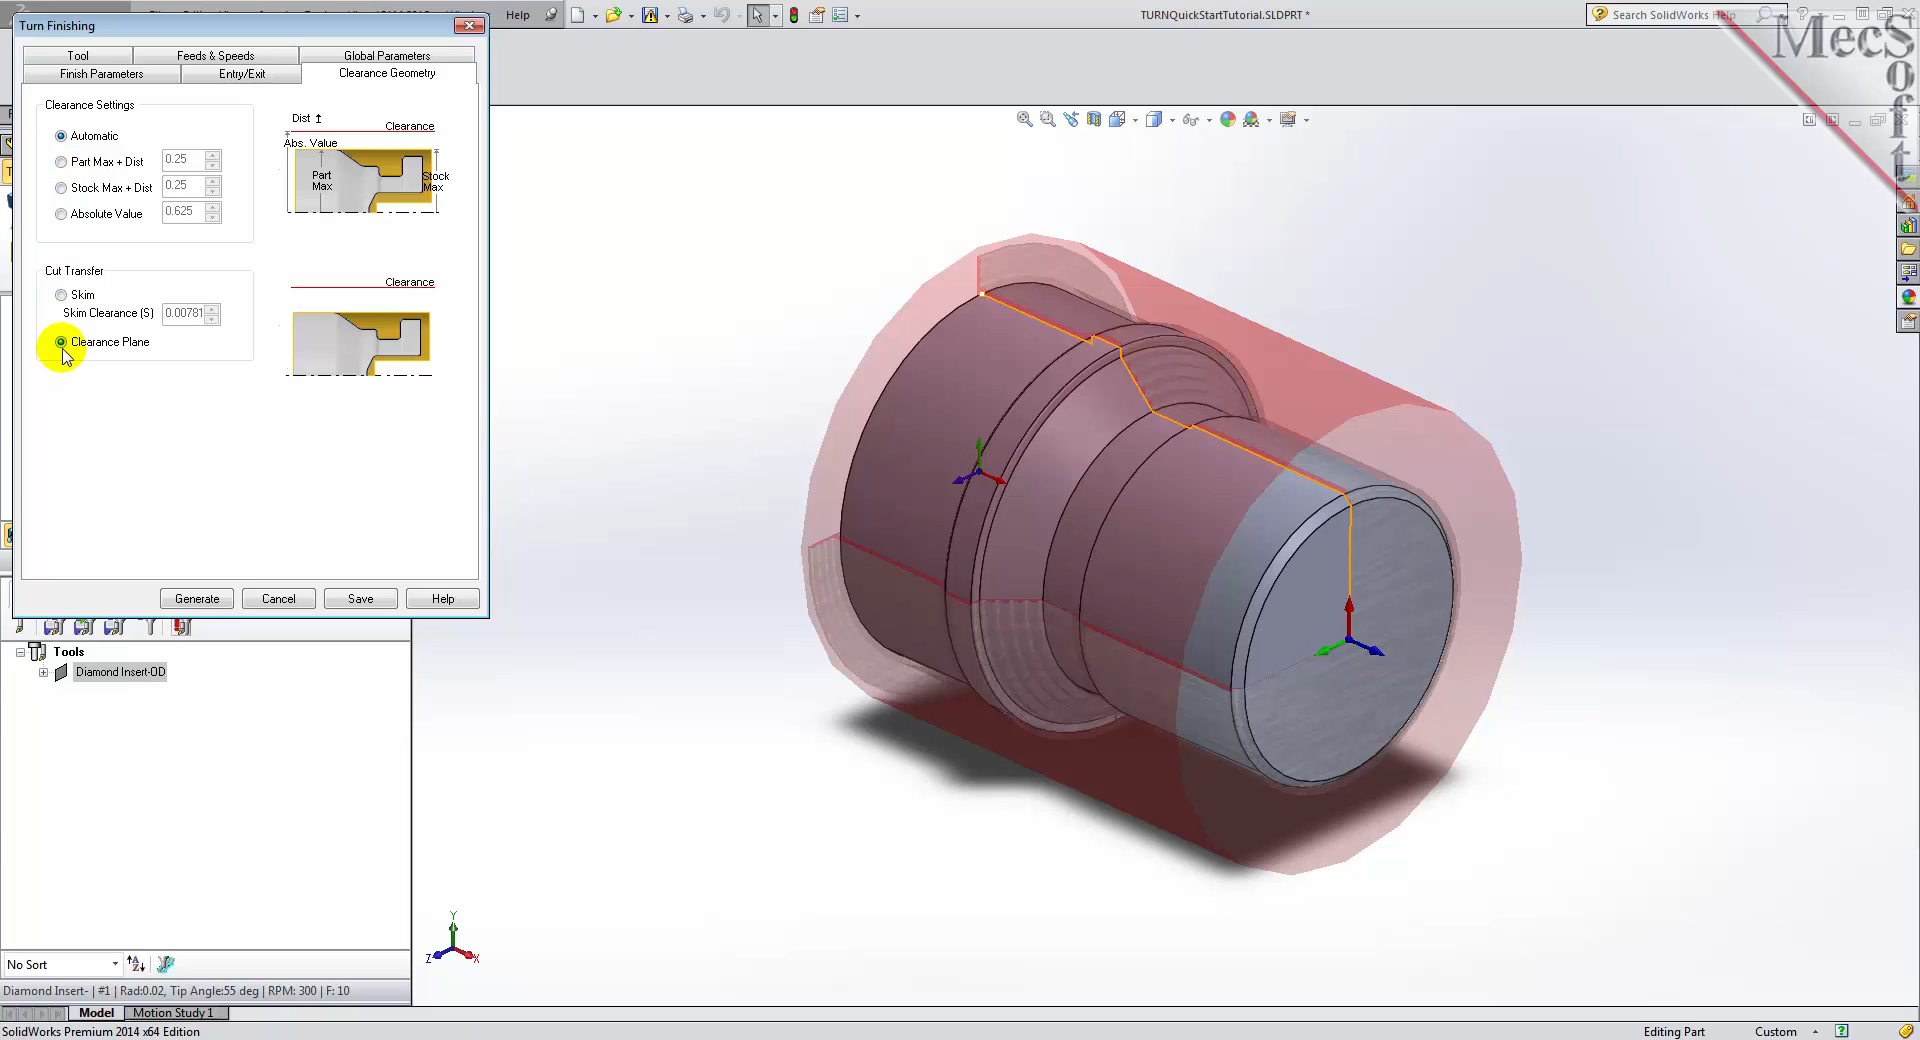 Turn Finishing
Help
TURNQuickStartTutorial.SLDPRT *
Search SolidWorks Help
MecSoft
Tool
Feeds & Speeds
Global Parameters
Finish Parameters
Entry/Exit
Clearance Geometry
Clearance Settings
Automatic
Part Max + Dist
0.25
Stock Max + Dist
0.25
Absolute Value
0.625
Dist
Clearance
Abs. Value
Part
Max
Stock
Max
Cut Transfer
Skim
Skim Clearance (S)
0.00781
Clearance Plane
Clearance
Generate
Cancel
Save
Help
Tools
Diamond Insert-OD
Y
Z
X
No Sort
Diamond Insert- | #1 | Rad:0.02, Tip Angle:55 deg | RPM: 300 | F: 10
Model
Motion Study 1
SolidWorks Premium 2014 x64 Edition
Editing Part
Custom